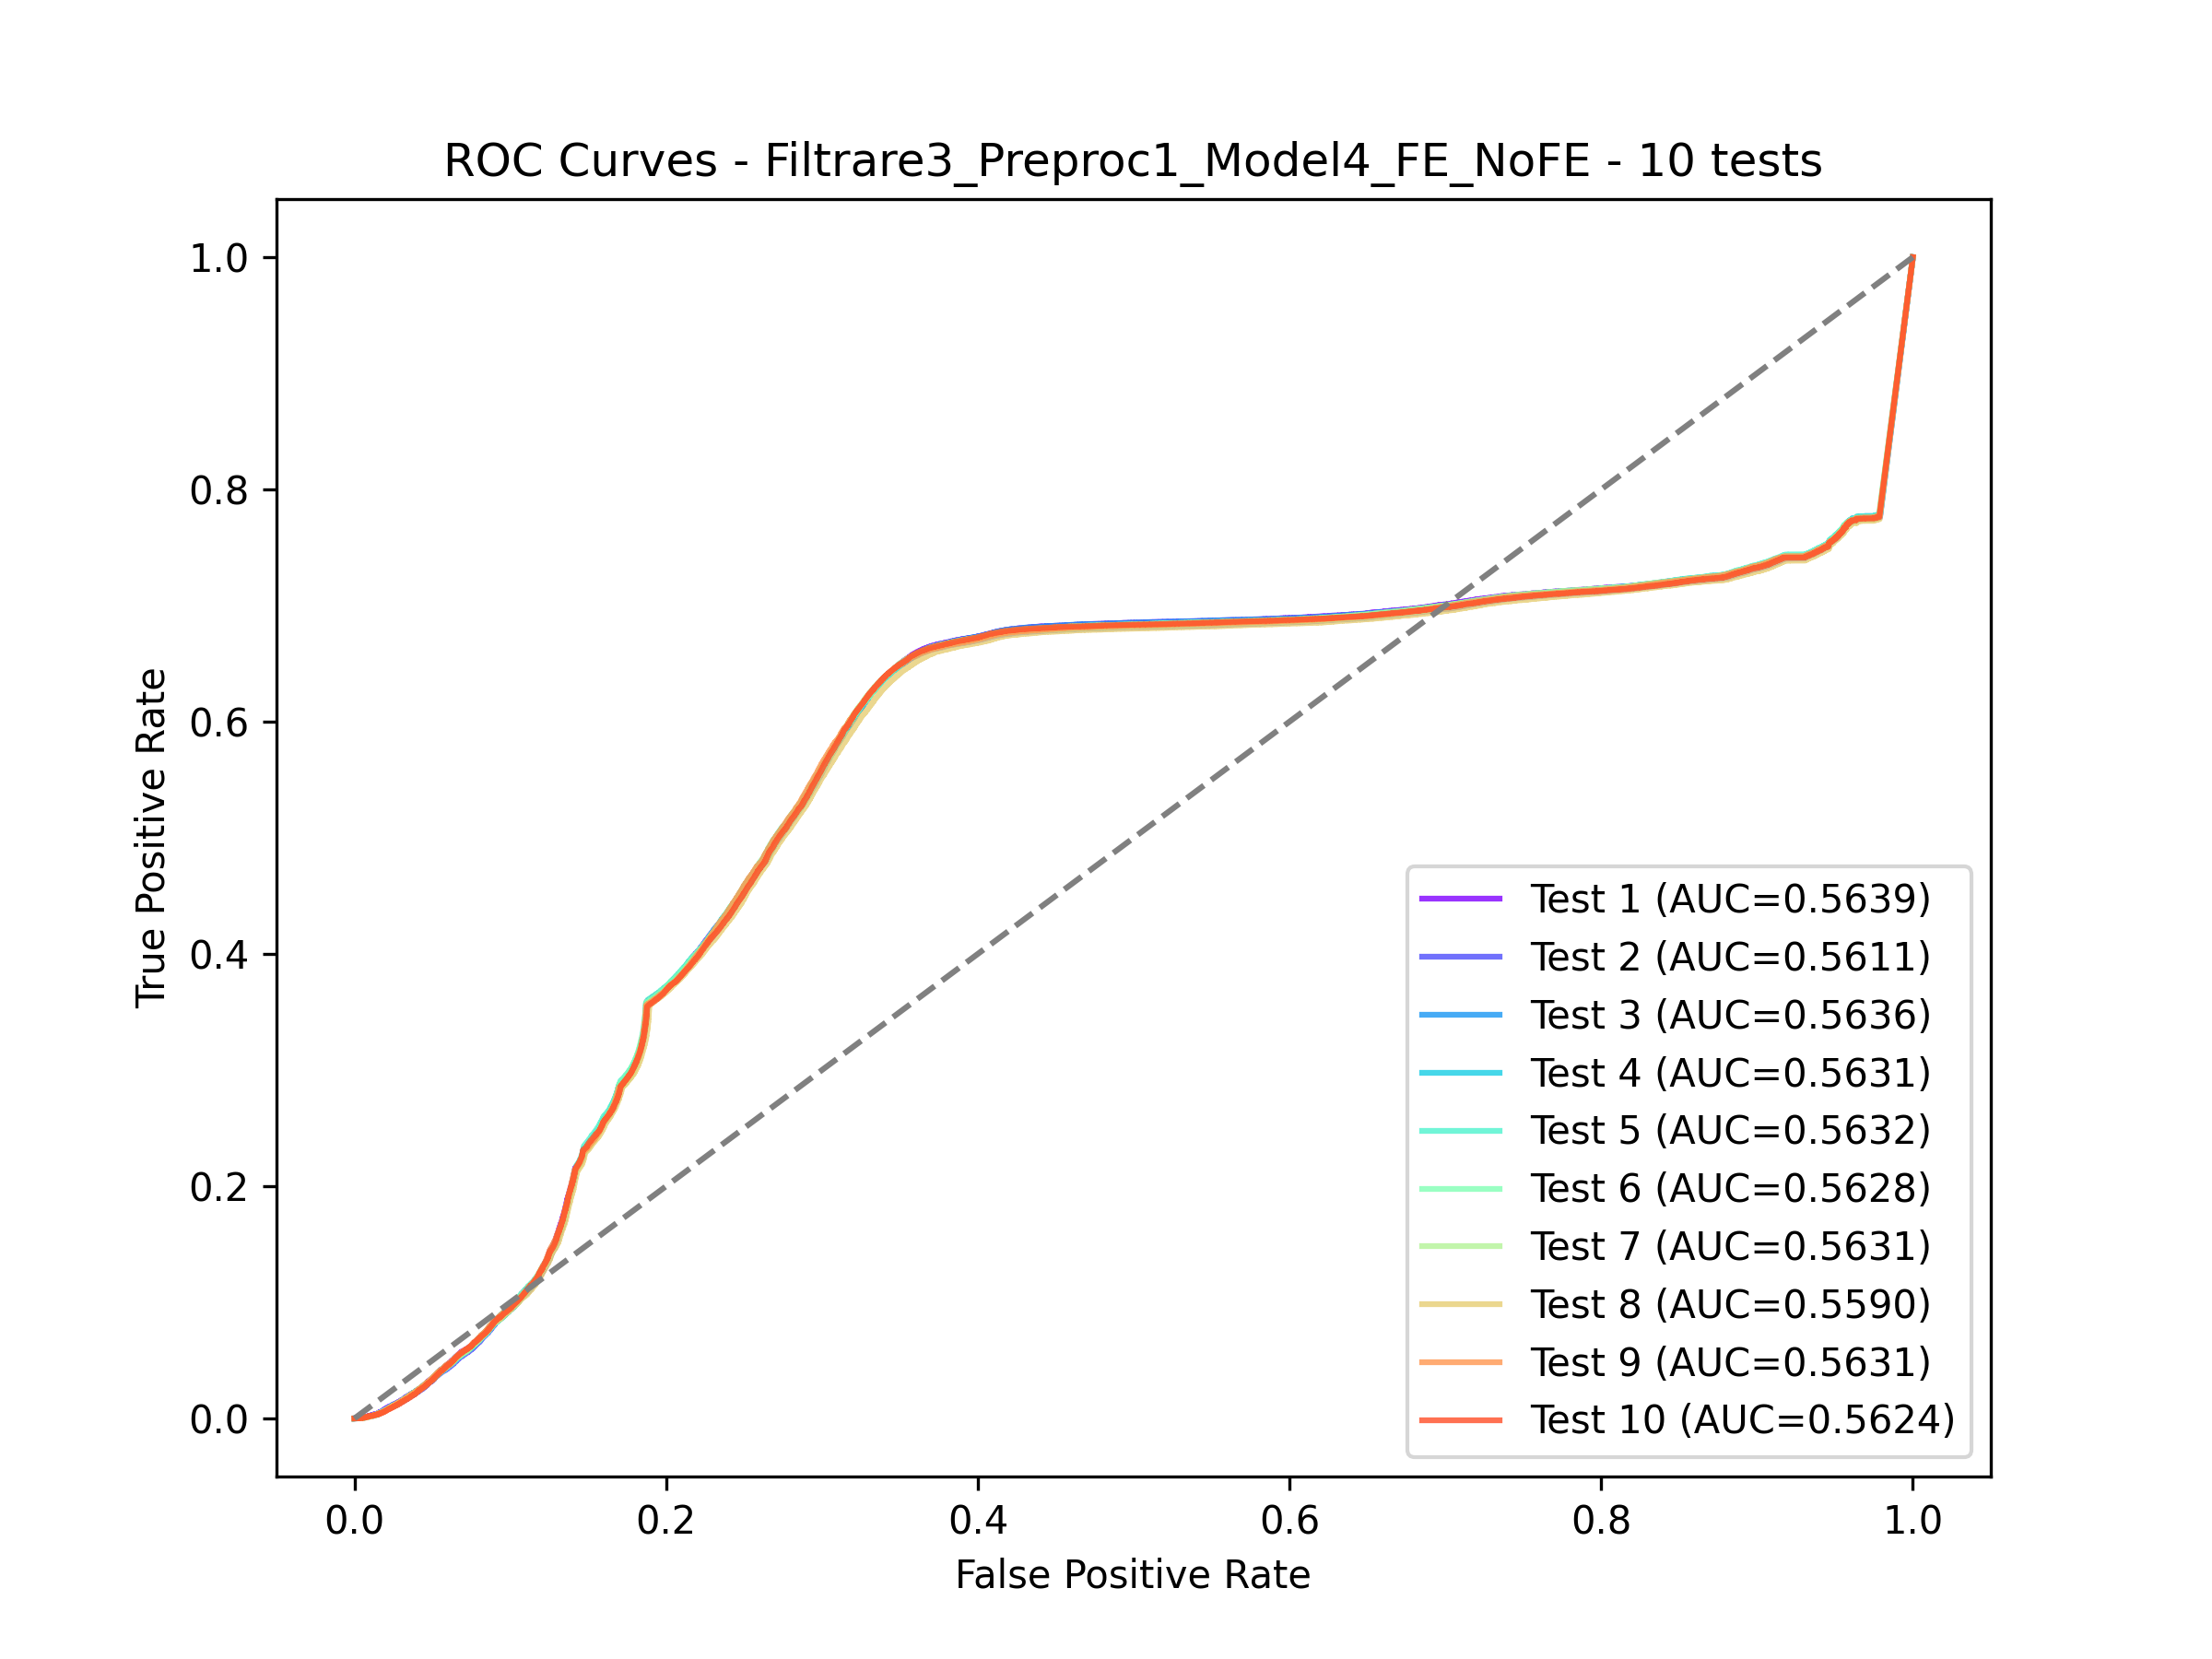 ROC Curves - Filtrare3_Preproc1_Model4_FE_NoFE - 10 tests
True Positive Rate
1.0
0.8
0.6
0.4
0.2
0.0
Test 1 (AUC=0.5639)
Test 2 (AUC=0.5611)
Test 3 (AUC=0.5636)
Test 4 (AUC=0.5631)
Test 5 (AUC=0.5632)
Test 6 (AUC=0.5628)
Test 7 (AUC=0.5631)
Test 8 (AUC=0.5590)
Test 9 (AUC=0.5631)
Test 10 (AUC=0.5624)
0.0 0.2 0.4 0.6 0.8 1.0
False Positive Rate